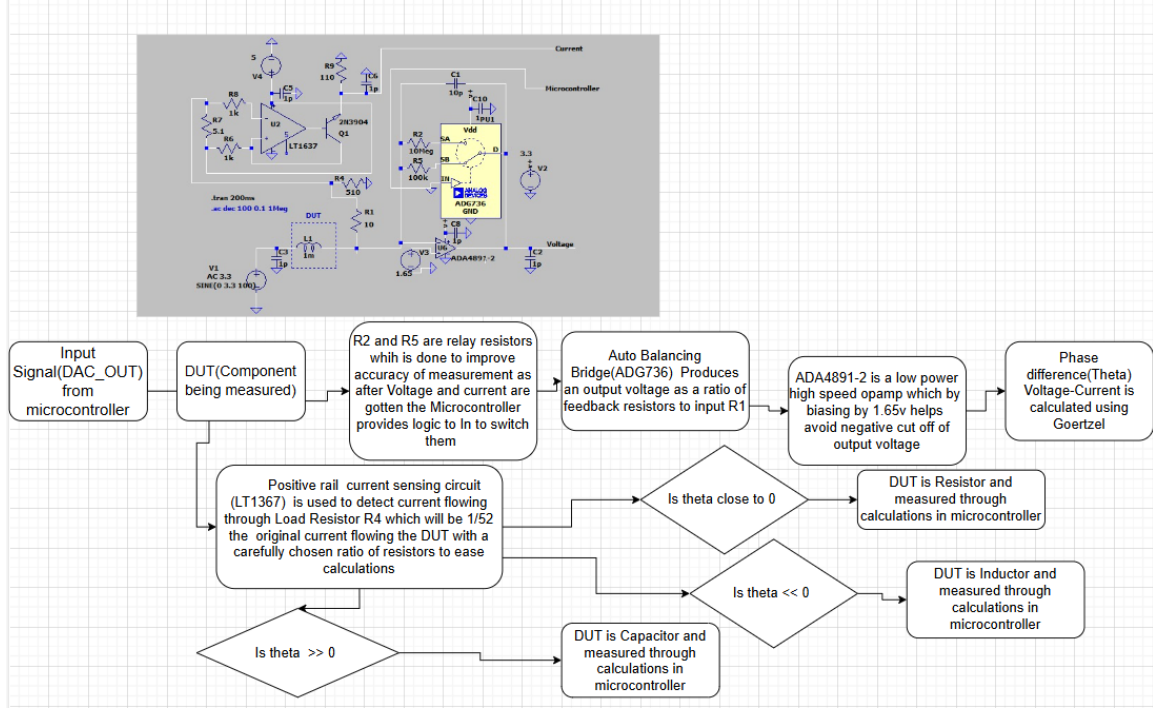 Current
Microcontroller
Voltage
5
V4
C5
1p
R9
110
C6
1p
C1
10p
C10
1p
U1
R8
1k
R7
5.1
R6
1k
U2
5
LT1637
2N3904
Q1
Vdd
SA
SB
D
IN
ANALOG
DEVICES
ADG736
GND
R2
10Meg
R5
100k
3.3
V2
R4
510
.tran 200ms
.ac dec 100 0.1 1Meg
DUT
L1
1m
R1
10
C3
1p
V1
AC 3.3
SINE(0 3.3 100)
V3
1.65
C8
1p
U6
ADA4891-2
C2
1p
Input
Signal(DAC_OUT)
from
microcontroller
DUT(Component
being measured)
R2 and R5 are relay resistors
whih is done to improve
accuracy of measurement as
after Voltage and current are
gotten the Microcontroller
provides logic to In to switch
them
Auto Balancing
Bridge(ADG736) Produces
an output voltage as a ratio of
feedback resistors to input R1
ADA4891-2 is a low power
high speed opamp which by
biasing by 1.65v helps
avoid negative cut off of
output voltage
Phase
difference(Theta)
Voltage-Current is
calculated using
Goertzel
Positive rail current sensing circuit
(LT1367) is used to detect current flowing
through Load Resistor R4 which will be 1/52
the original current flowing the DUT with a
carefully chosen ratio of resistors to ease
calculations
Is theta close to 0
DUT is Resistor and
measured through
calculations in microcontroller
Is theta << 0
DUT is Inductor and
measured through
calculations in
microcontroller
Is theta >> 0
DUT is Capacitor and
measured through
calculations in
microcontroller